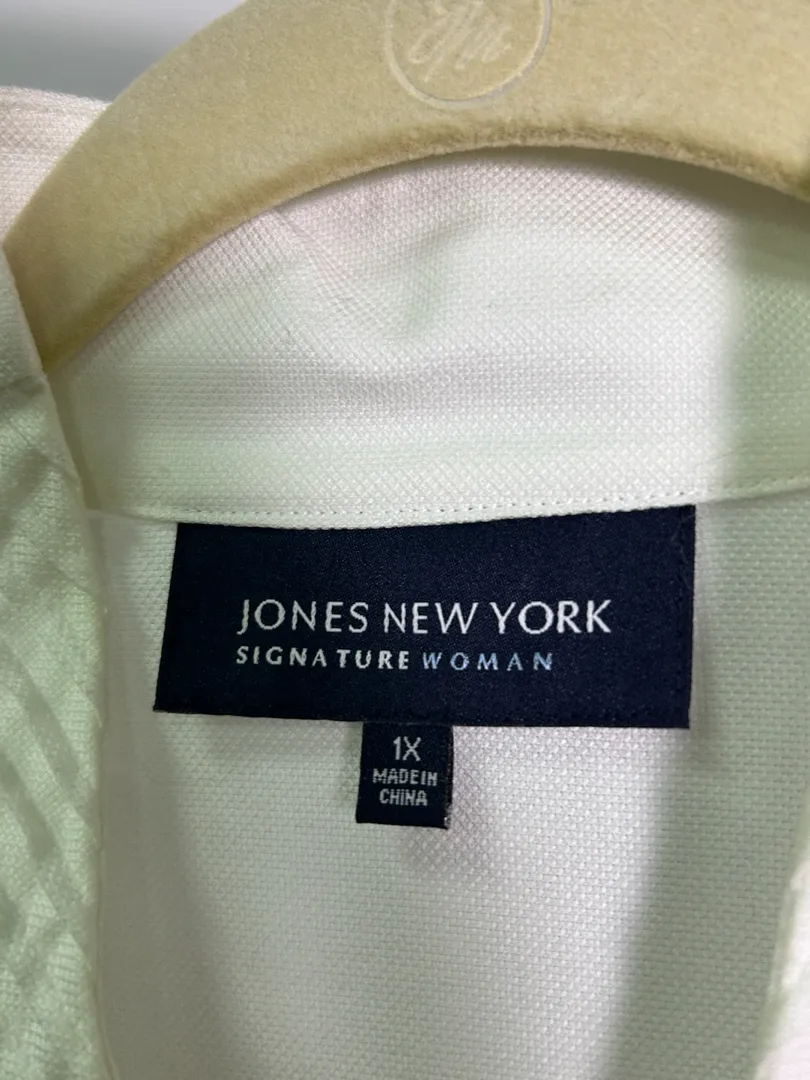 JONES NEW YORK
SIGNATURE WOMAN
1X
MADE IN
CHINA